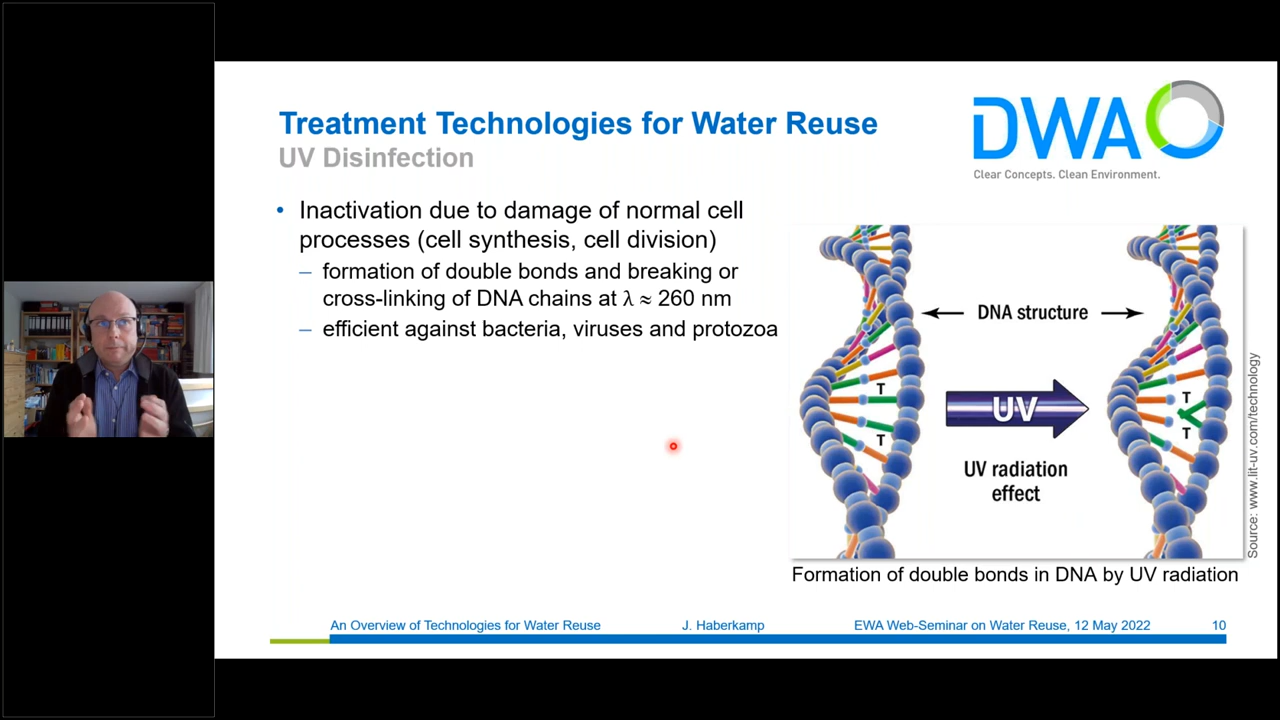 Treatment Technologies for Water Reuse
UV Disinfection
DWA
Clear Concepts. Clean Environment.
• Inactivation due to damage of normal cell
processes (cell synthesis, cell division)
– formation of double bonds and breaking or
cross-linking of DNA chains at λ ≈ 260 nm
– efficient against bacteria, viruses and protozoa
DNA structure
T
T
UV
T
T
UV radiation
effect
Source: www.lit-uv.com/technology
Formation of double bonds in DNA by UV radiation
An Overview of Technologies for Water Reuse
J. Haberkamp
EWA Web-Seminar on Water Reuse, 12 May 2022
10